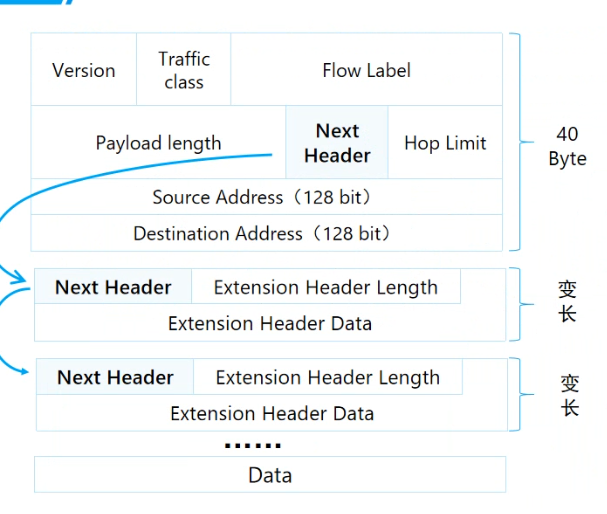 Version
Traffic
class
Flow Label
Payload length
Next
Header
Hop Limit
40
Byte
Source Address（128 bit）
Destination Address（128 bit）
Next Header
Extension Header Length
变
长
Extension Header Data
Next Header
Extension Header Length
变
长
Extension Header Data
……
Data